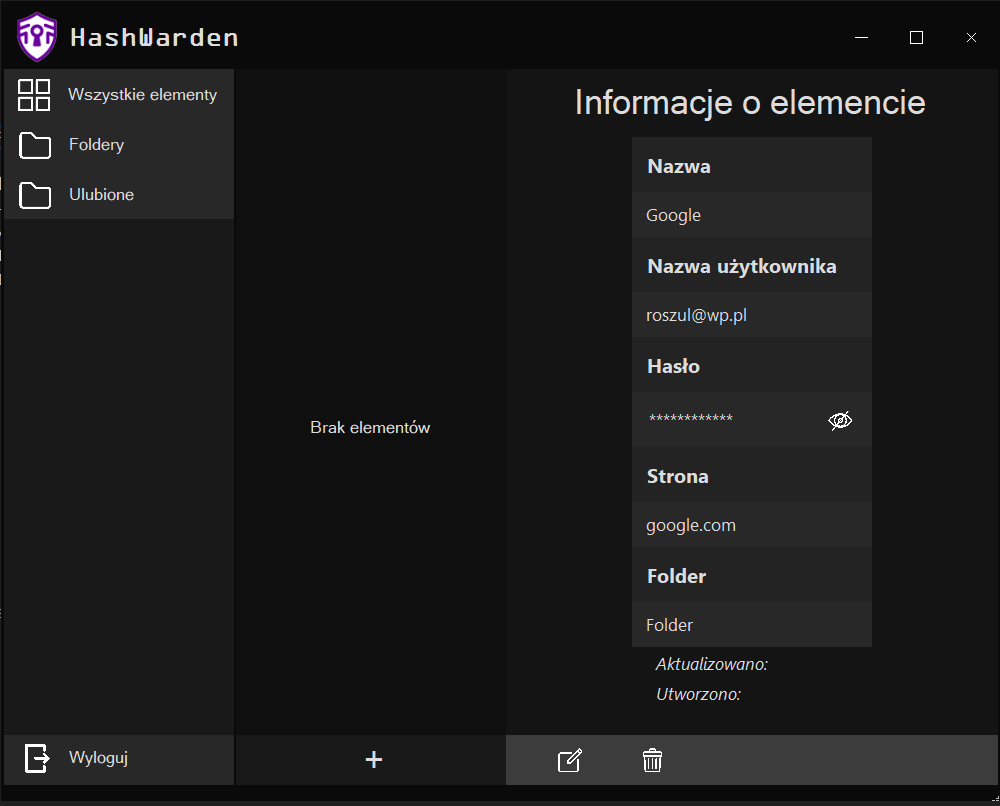 HashWarden
Wszystkie elementy
Foldery
Ulubione
Wyloguj
Brak elementów
+
Informacje o elemencie
Nazwa
Google
Nazwa użytkownika
roszul@wp.pl
Hasło
************
Strona
google.com
Folder
Folder
Aktualizowano:
Utworzono: